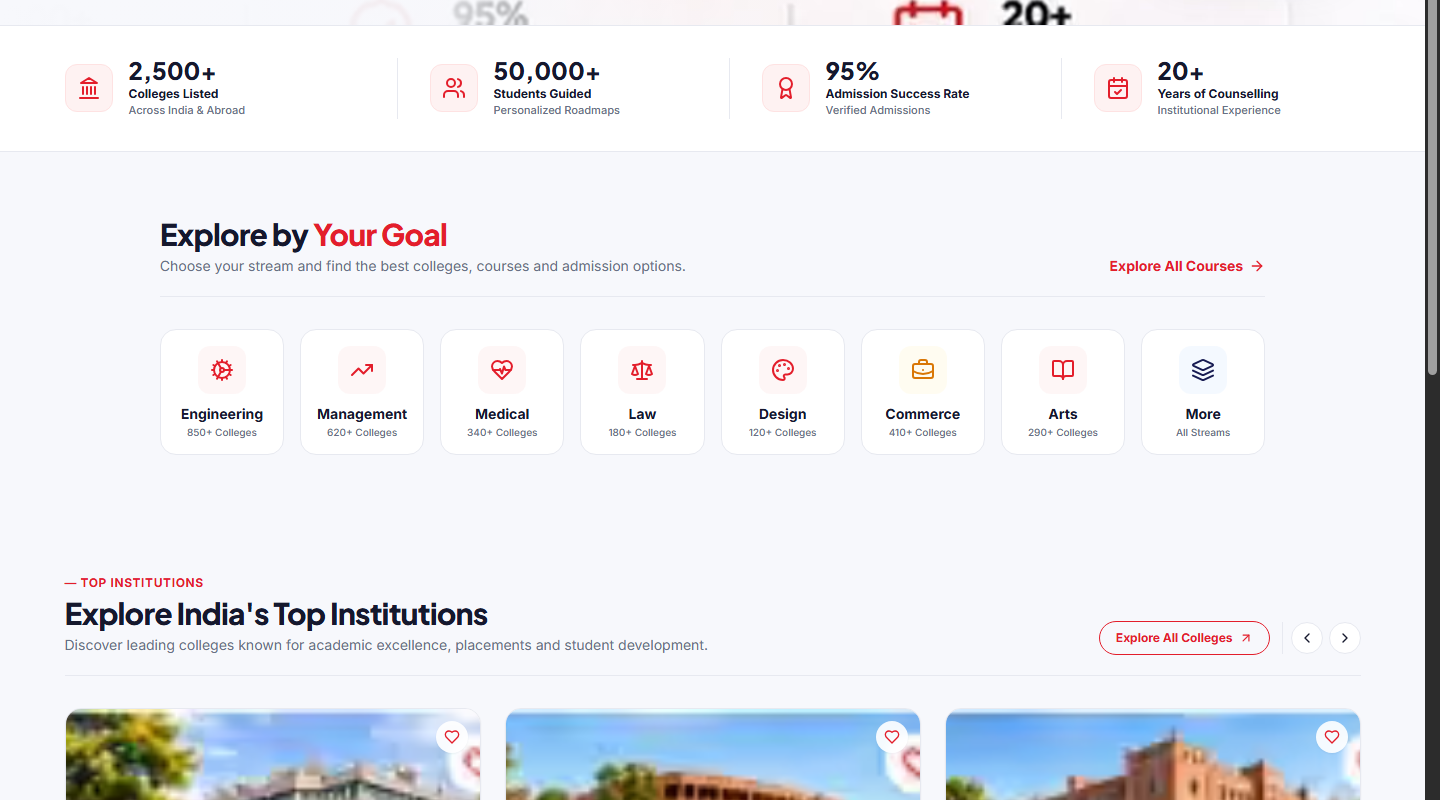 95%
20+
2,500+
Colleges Listed
Across India & Abroad
50,000+
Students Guided
Personalized Roadmaps
95%
Admission Success Rate
Verified Admissions
20+
Years of Counselling
Institutional Experience
Explore by Your Goal
Choose your stream and find the best colleges, courses and admission options.
Explore All Courses →
Engineering
850+ Colleges
Management
620+ Colleges
Medical
340+ Colleges
Law
180+ Colleges
Design
120+ Colleges
Commerce
410+ Colleges
Arts
290+ Colleges
More
All Streams
— TOP INSTITUTIONS
Explore India's Top Institutions
Discover leading colleges known for academic excellence, placements and student development.
Explore All Colleges